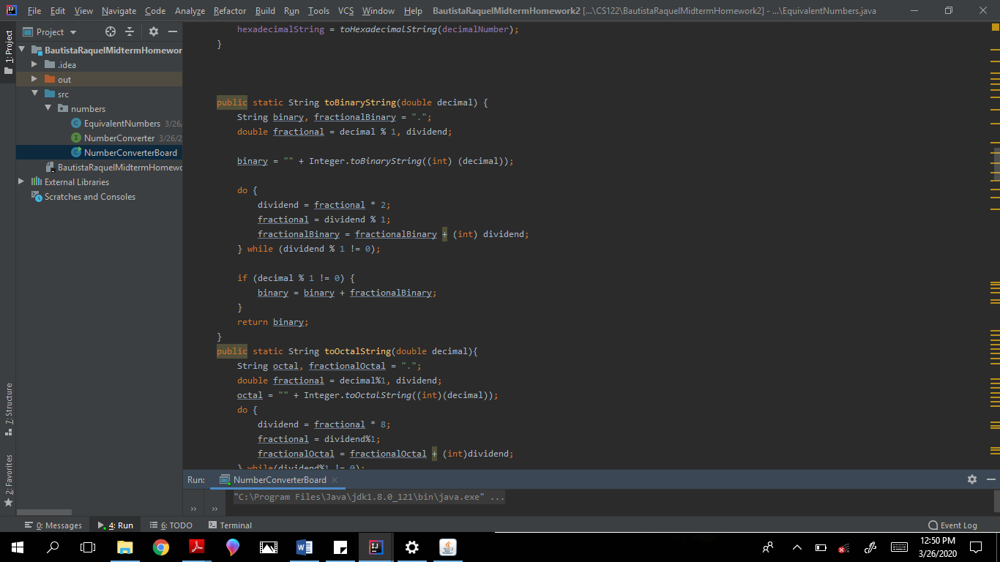 File Edit View Navigate Code Analyze Refactor Build Run Tools VCS Window Help BautistaRaquelMidtermHomework2 [...\CS122\BautistaRaquelMidtermHomework2] - ...\EquivalentNumbers.java
1: Project
Project
BautistaRaquelMidtermHomewor
.idea
out
src
numbers
EquivalentNumbers 3/26/
NumberConverter 3/26/2
NumberConverterBoard
BautistaRaquelMidtermHomewo
External Libraries
Scratches and Consoles
7: Structure
2: Favorites
hexadecimalString = toHexadecimalString(decimalNumber);
}
public static String toBinaryString(double decimal) {
String binary, fractionalBinary = ".";
double fractional = decimal % 1, dividend;
binary = "" + Integer.toBinaryString((int) (decimal));
do {
dividend = fractional * 2;
fractional = dividend % 1;
fractionalBinary = fractionalBinary + (int) dividend;
} while (dividend % 1 != 0);
if (decimal % 1 != 0) {
binary = binary + fractionalBinary;
}
return binary;
}
public static String toOctalString(double decimal){
String octal, fractionalOctal = ".";
double fractional = decimal%1, dividend;
octal = "" + Integer.toOctalString((int)(decimal));
do {
dividend = fractional * 8;
fractional = dividend%1;
fractionalOctal = fractionalOctal + (int)dividend;
} while(dividend%1 != 0);
Run: NumberConverterBoard
"C:\Program Files\Java\jdk1.8.0_121\bin\java.exe" ...
0: Messages 4: Run 6: TODO Terminal Event Log
12:50 PM
3/26/2020